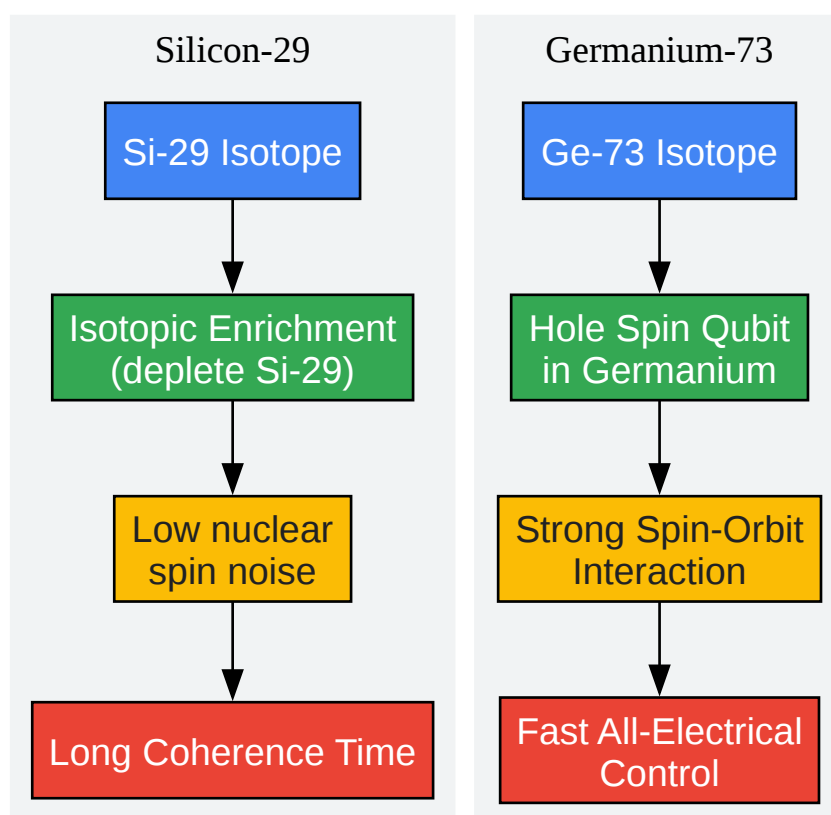 Silicon-29
Si-29 Isotope
Isotopic Enrichment
(deplete Si-29)
Low nuclear
spin noise
Long Coherence Time
Germanium-73
Ge-73 Isotope
Hole Spin Qubit
in Germanium
Strong Spin-Orbit
Interaction
Fast All-Electrical
Control